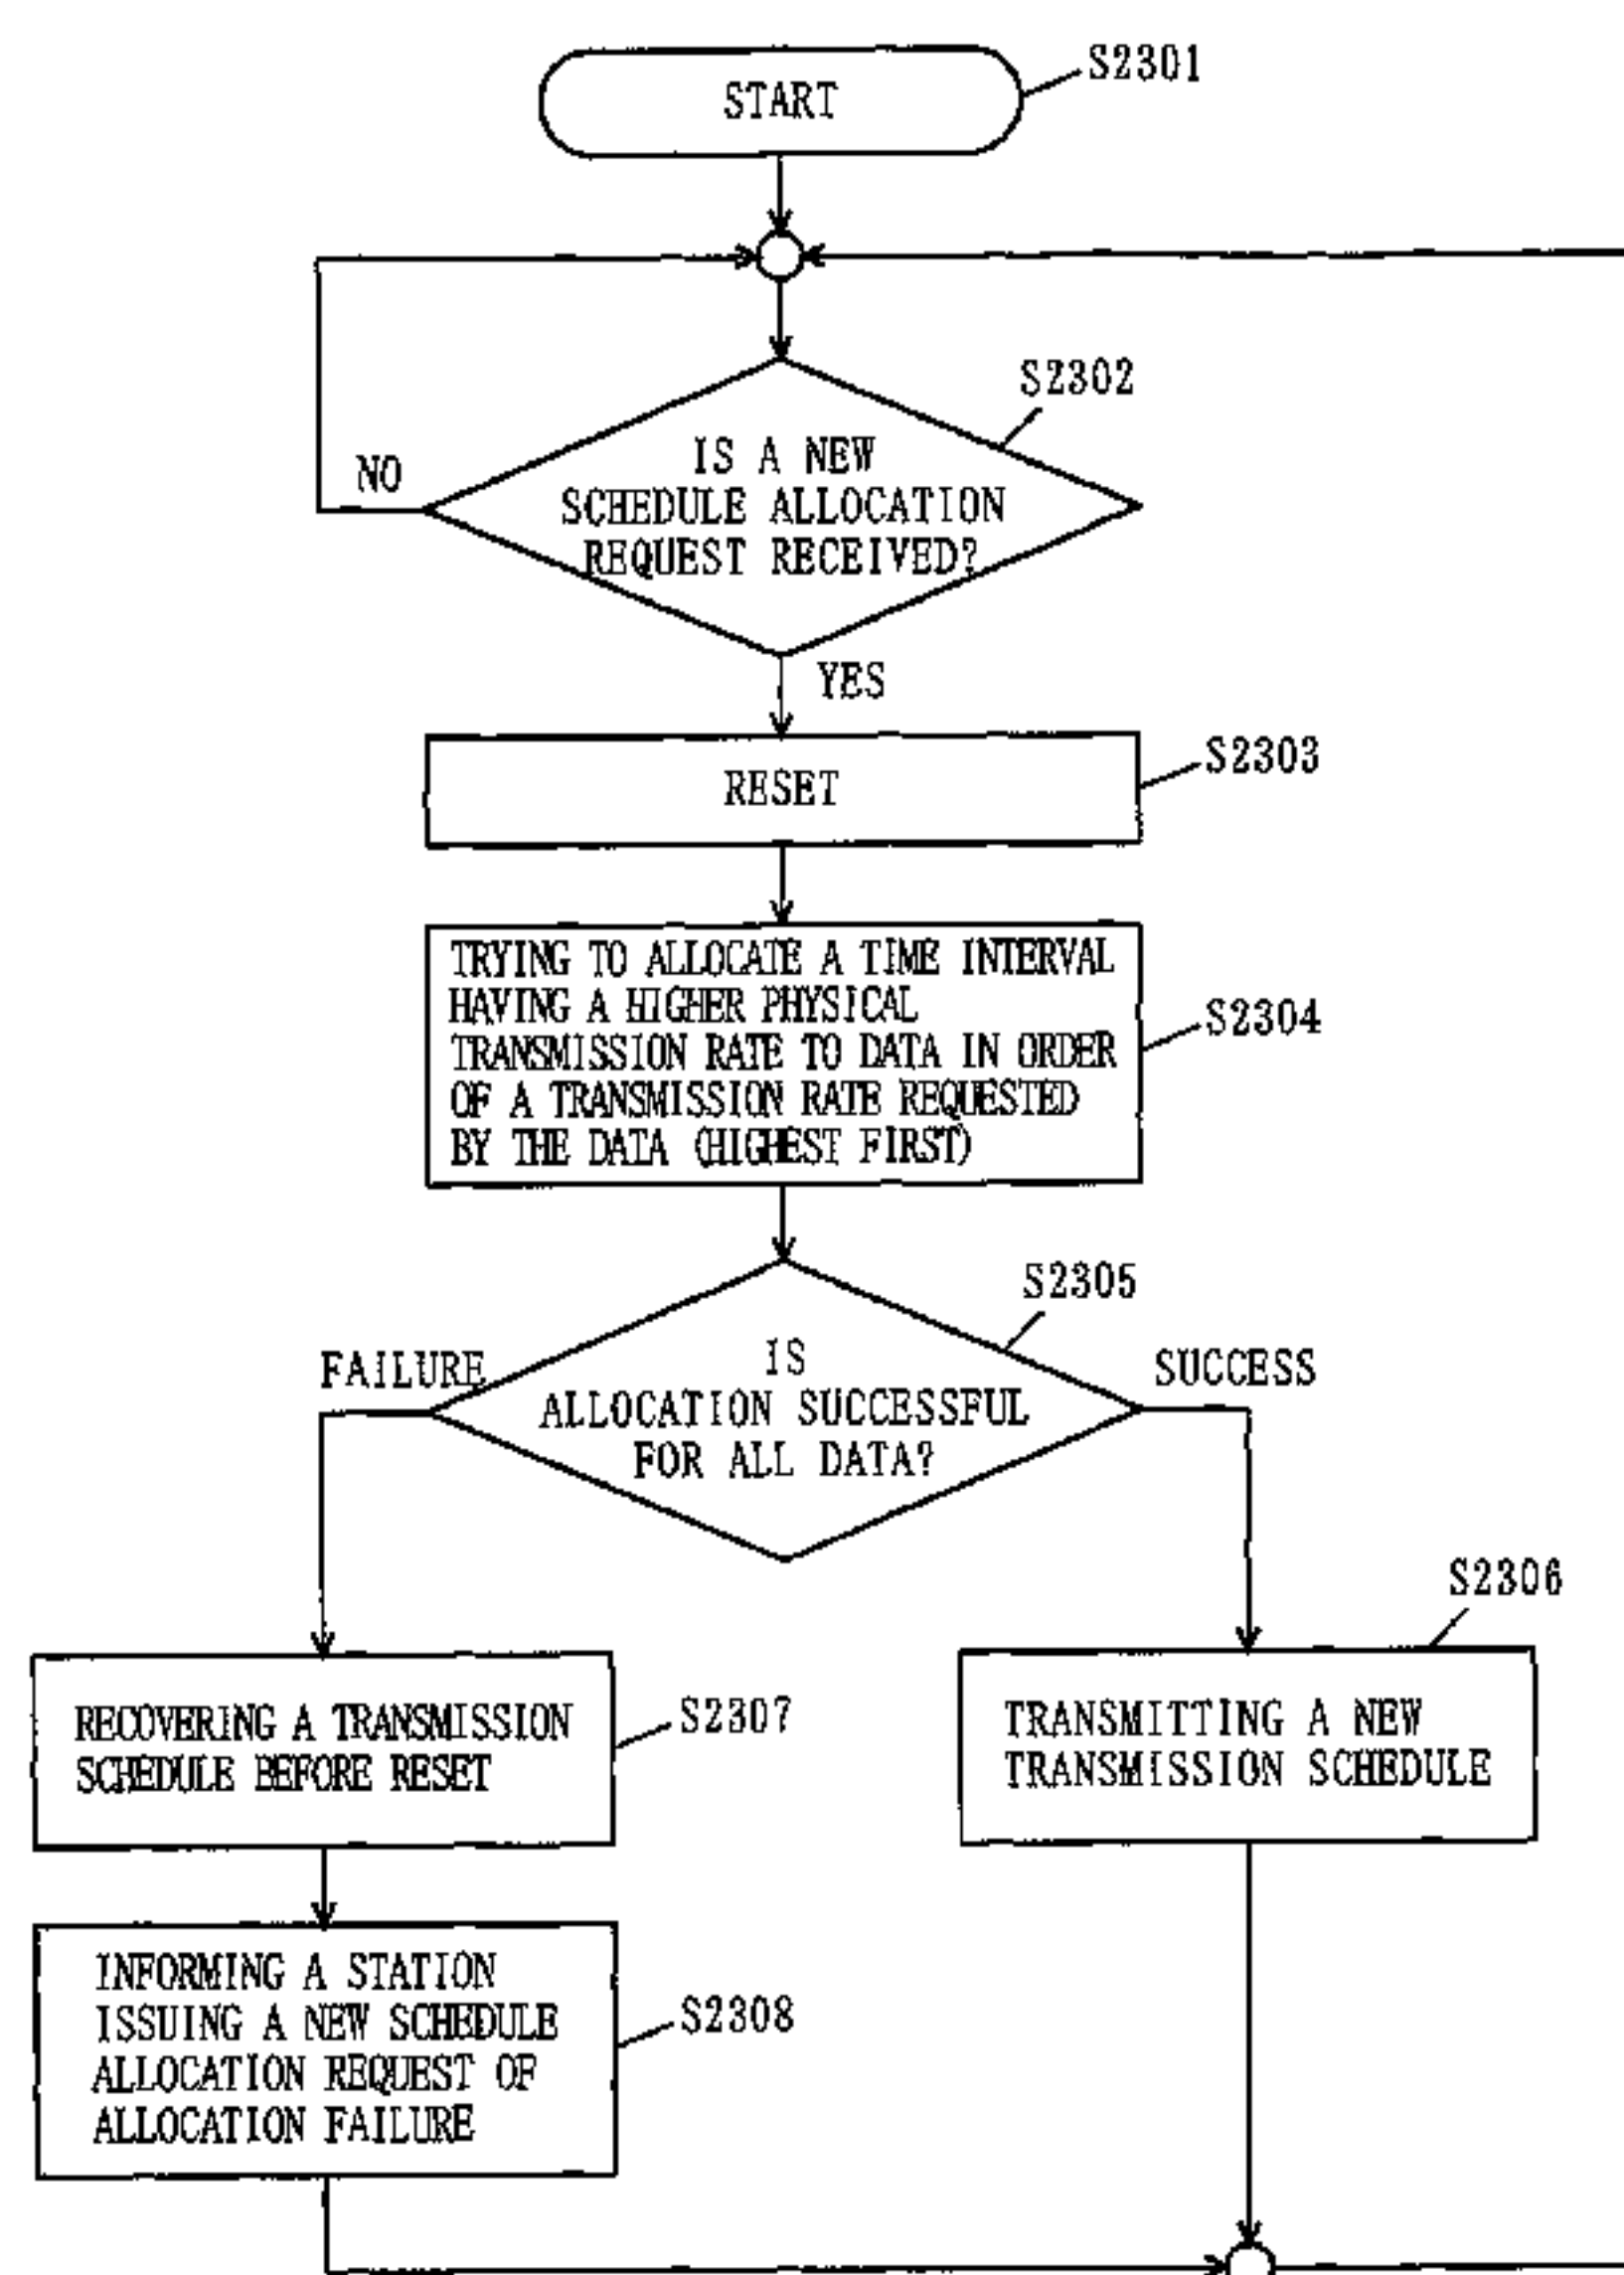 START
S2301
S2302
IS A NEW
SCHEDULE ALLOCATION
REQUEST RECEIVED?
NO
YES
RESET
S2303
TRYING TO ALLOCATE A TIME INTERVAL
HAVING A HIGHER PHYSICAL
TRANSMISSION RATE TO DATA IN ORDER
OF A TRANSMISSION RATE REQUESTED
BY THE DATA (HIGHEST FIRST)
S2304
S2305
IS
ALLOCATION SUCCESSFUL
FOR ALL DATA?
FAILURE
SUCCESS
S2306
RECOVERING A TRANSMISSION
SCHEDULE BEFORE RESET
S2307
TRANSMITTING A NEW
TRANSMISSION SCHEDULE
INFORMING A STATION
ISSUING A NEW SCHEDULE
ALLOCATION REQUEST OF
ALLOCATION FAILURE
S2308